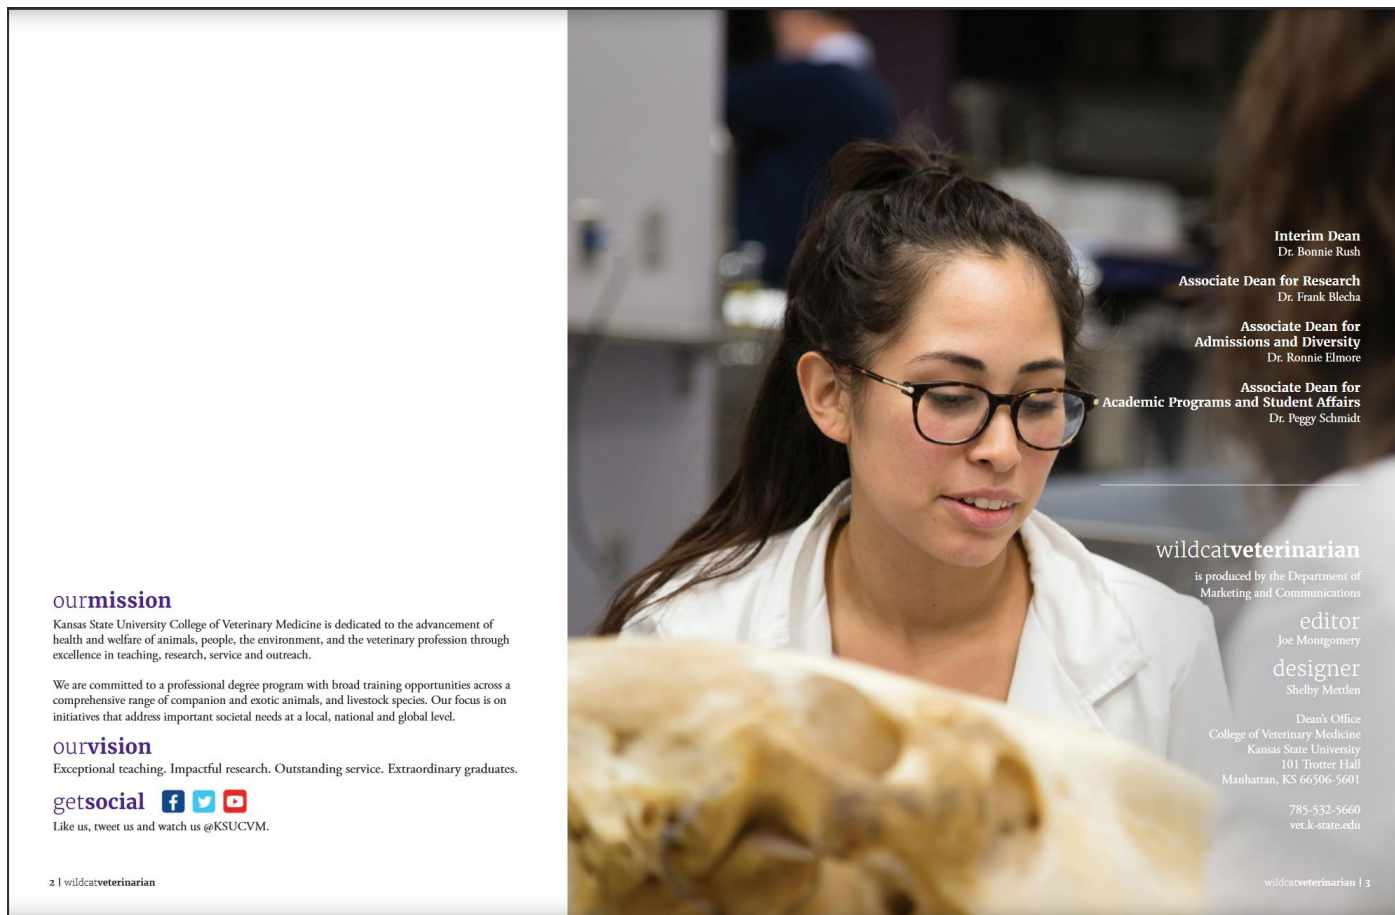 ourmission
Kansas State University College of Veterinary Medicine is dedicated to the advancement of
health and welfare of animals, people, the environment, and the veterinary profession through
excellence in teaching, research, service and outreach.
We are committed to a professional degree program with broad training opportunities across a
comprehensive range of companion and exotic animals, and livestock species. Our focus is on
initiatives that address important societal needs at a local, national and global level.
ourvision
Exceptional teaching. Impactful research. Outstanding service. Extraordinary graduates.
getsocial
Like us, tweet us and watch us @KSUCVM.
2 | wildcatveterinarian
Interim Dean
Dr. Bonnie Rush
Associate Dean for Research
Dr. Frank Blecha
Associate Dean for
Admissions and Diversity
Dr. Ronnie Elmore
Associate Dean for
Academic Programs and Student Affairs
Dr. Peggy Schmidt
wildcatveterinarian
is produced by the Department of
Marketing and Communications
editor
Joe Montgomery
designer
Shelby Mettlen
Dean's Office
College of Veterinary Medicine
Kansas State University
101 Trotter Hall
Manhattan, KS 66506-5601
785-532-5660
vet.k-state.edu
wildcatveterinarian | 3